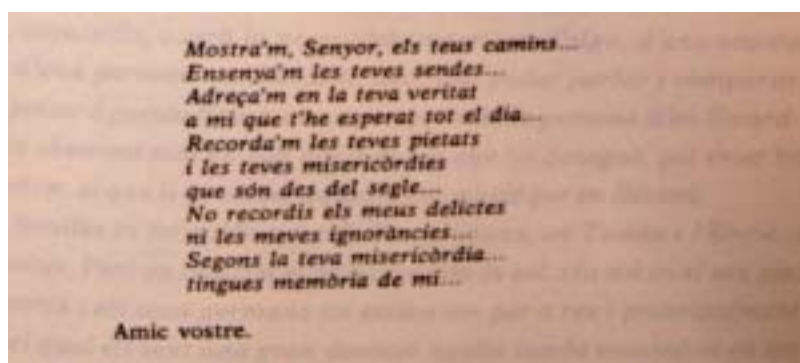 Mostra'm, Senyor, els teus camins...
Ensenya'm les teves sendes...
Adreça'm en la teva veritat
a mi que t'he esperat tot el dia...
Recorda'm les teves pietats
i les teves misericòrdies
que són des del segle...
No recordis els meus delictes
ni les meves ignoràncies...
Segons la teva misericòrdia...
tingues memòria de mi...
Amic vostre.